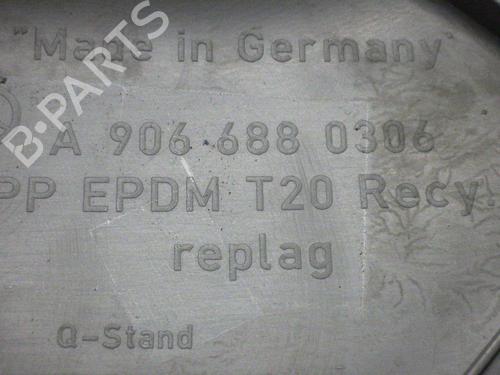 "Made in Germany"
A 906 688 0306
PP EPDM T20 Recy.
replag
Q-Stand
B-PARTS